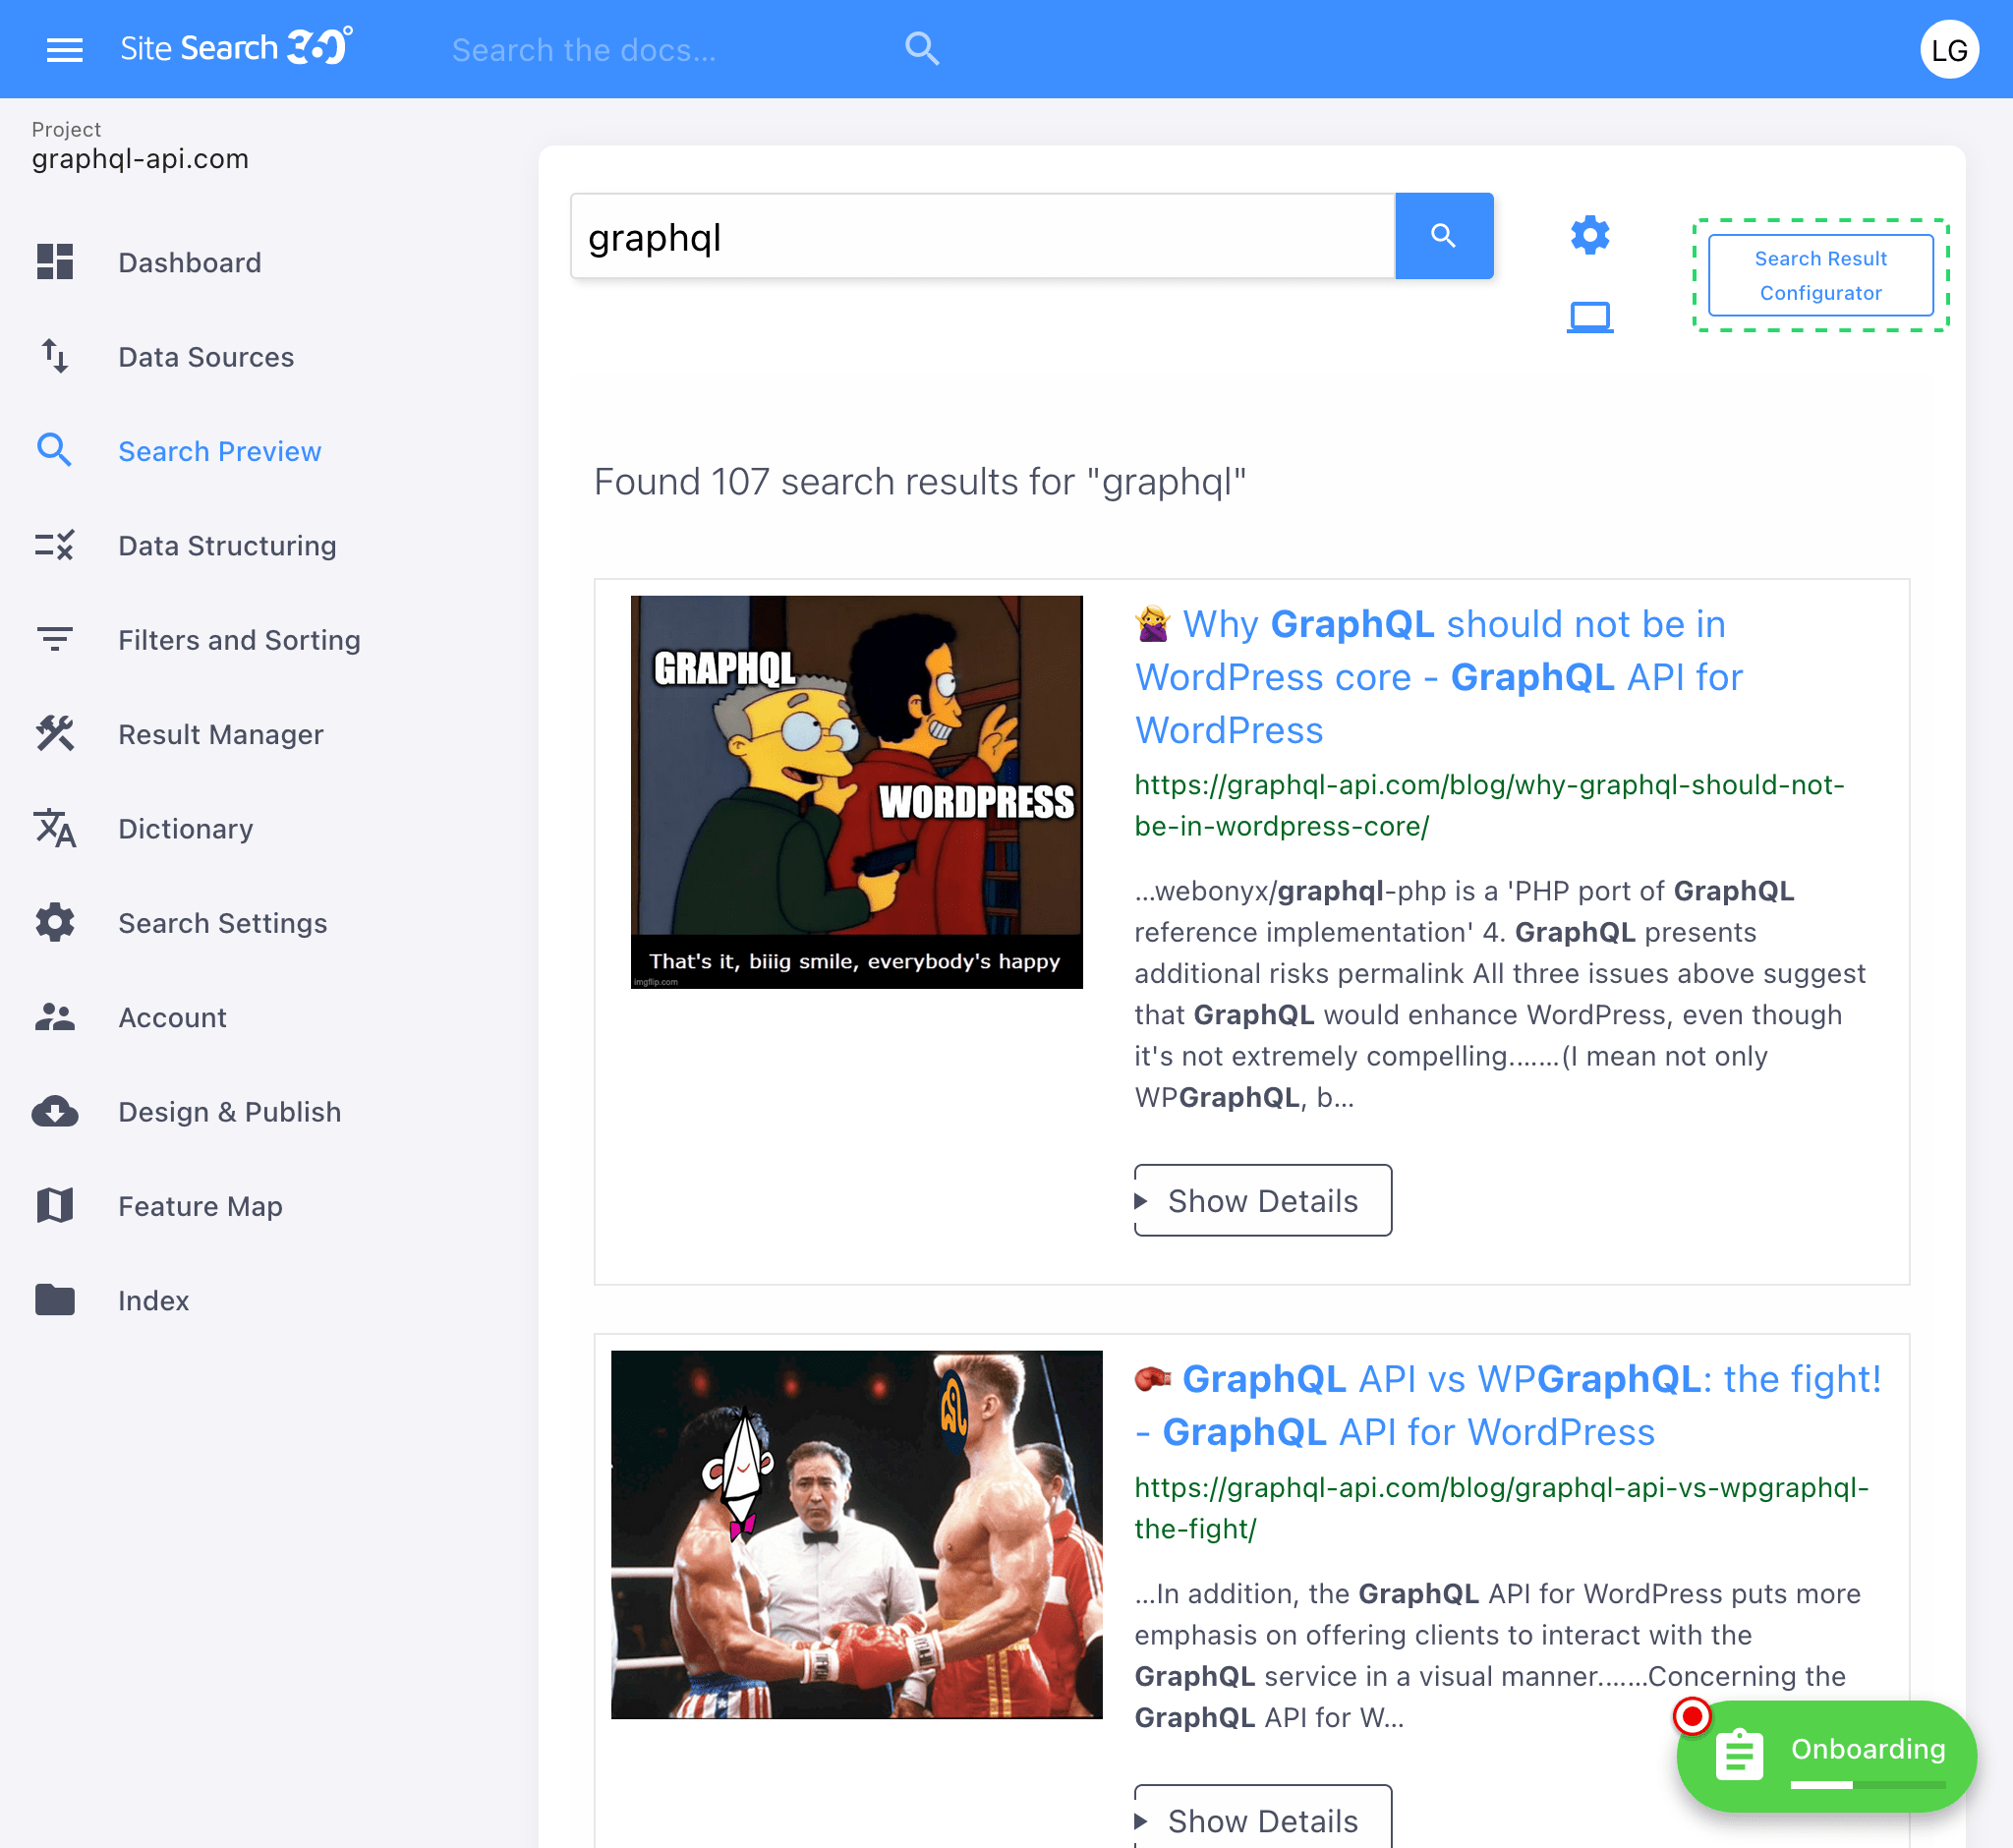 Site Search 360°
Search the docs...
LG
Project
graphql-api.com
Dashboard
Data Sources
Search Preview
Data Structuring
Filters and Sorting
Result Manager
Dictionary
Search Settings
Account
Design & Publish
Feature Map
Index
graphql
Search Result
Configurator
Found 107 search results for "graphql"
GRAPHQL
WORDPRESS
That's it, biiig smile, everybody's happy
imgflip.com
🙅‍♀️ Why GraphQL should not be in
WordPress core - GraphQL API for
WordPress
https://graphql-api.com/blog/why-graphql-should-not-
be-in-wordpress-core/
...webonyx/graphql-php is a 'PHP port of GraphQL
reference implementation' 4. GraphQL presents
additional risks permalink All three issues above suggest
that GraphQL would enhance WordPress, even though
it's not extremely compelling.......(I mean not only
WPGraphQL, b...
Show Details
🥊 GraphQL API vs WPGraphQL: the fight!
- GraphQL API for WordPress
https://graphql-api.com/blog/graphql-api-vs-wpgraphql-
the-fight/
...In addition, the GraphQL API for WordPress puts more
emphasis on offering clients to interact with the
GraphQL service in a visual manner.......Concerning the
GraphQL API for W...
Show Details
Onboarding